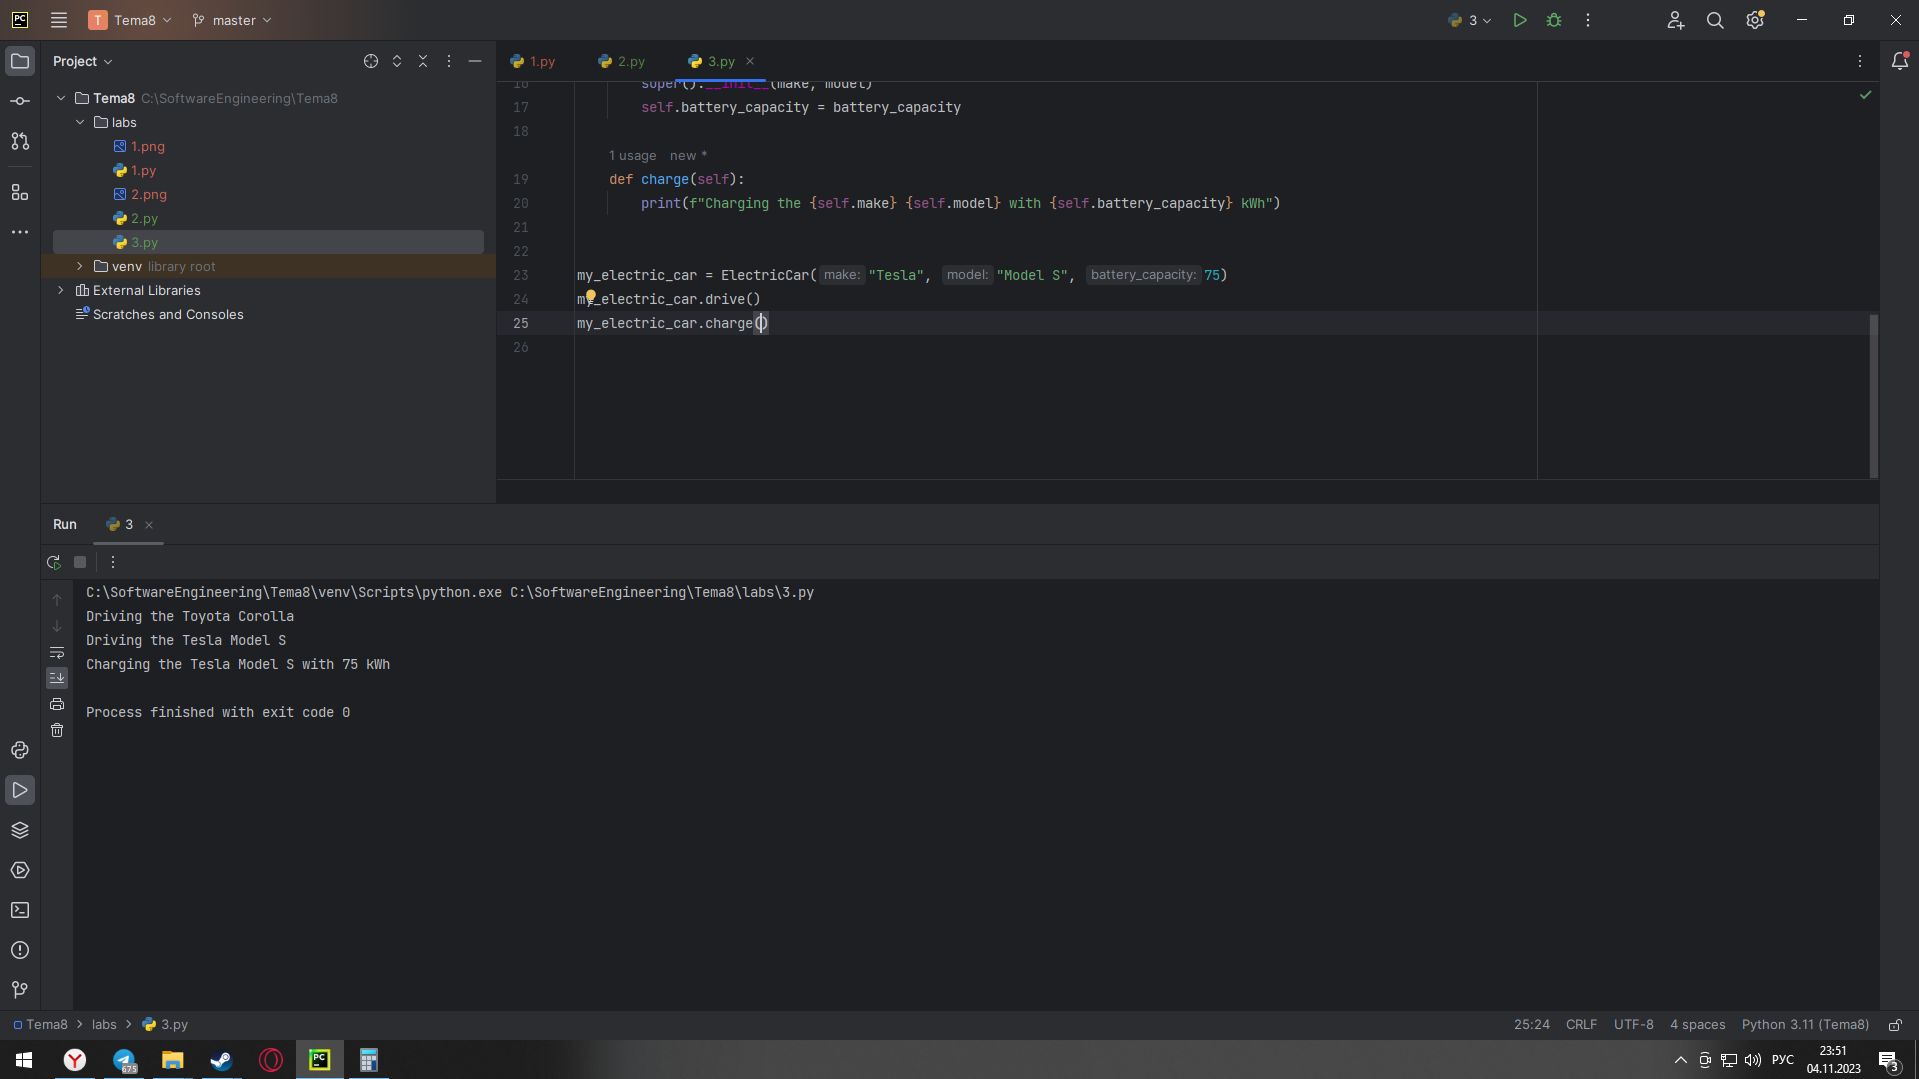 PC T Tema8 master 3
Project
1.py 2.py 3.py
Tema8 C:\SoftwareEngineering\Tema8
labs
1.png
1.py
2.png
2.py
3.py
venv library root
External Libraries
Scratches and Consoles
16 super().__init__(make, model)
17 self.battery_capacity = battery_capacity
18
1 usage new *
19 def charge(self):
20 print(f"Charging the {self.make} {self.model} with {self.battery_capacity} kWh")
21
22
23 my_electric_car = ElectricCar( make: "Tesla", model: "Model S", battery_capacity: 75)
24 my_electric_car.drive()
25 my_electric_car.charge()
26
Run 3
C:\SoftwareEngineering\Tema8\venv\Scripts\python.exe C:\SoftwareEngineering\Tema8\labs\3.py
Driving the Toyota Corolla
Driving the Tesla Model S
Charging the Tesla Model S with 75 kWh
Process finished with exit code 0
Tema8 > labs > 3.py 25:24 CRLF UTF-8 4 spaces Python 3.11 (Tema8)
Y 675 PC РУС 23:51
04.11.2023 3